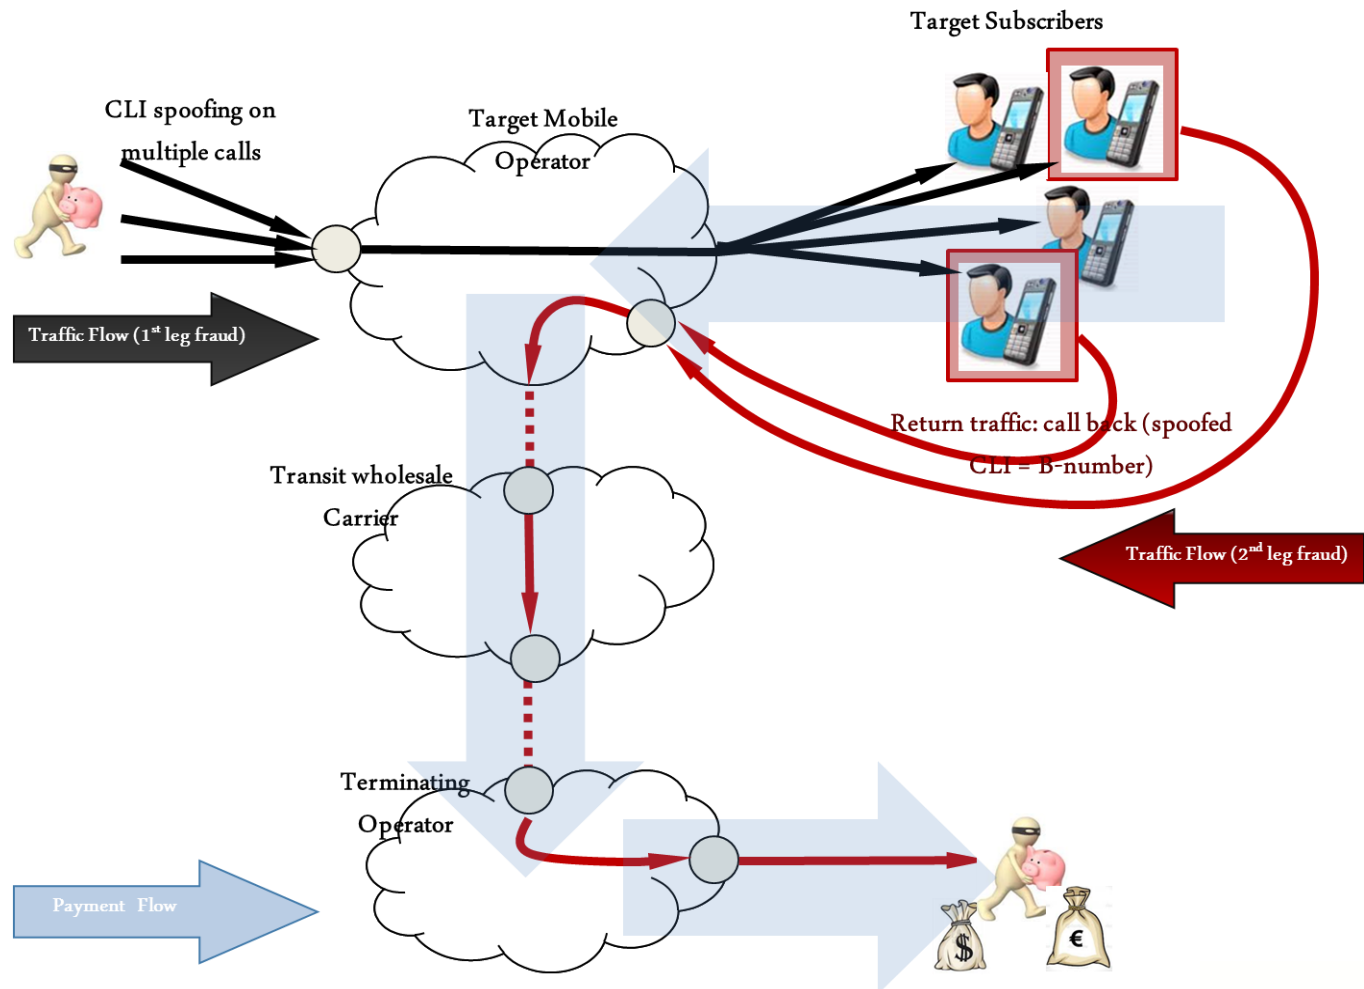 Target Subscribers
CLI spoofing on
multiple calls
Target Mobile
Operator
Traffic Flow (1st leg fraud)
Return traffic: call back (spoofed
CLI = B-number)
Transit wholesale
Carrier
Traffic Flow (2nd leg fraud)
Terminating
Operator
Payment Flow
$
€